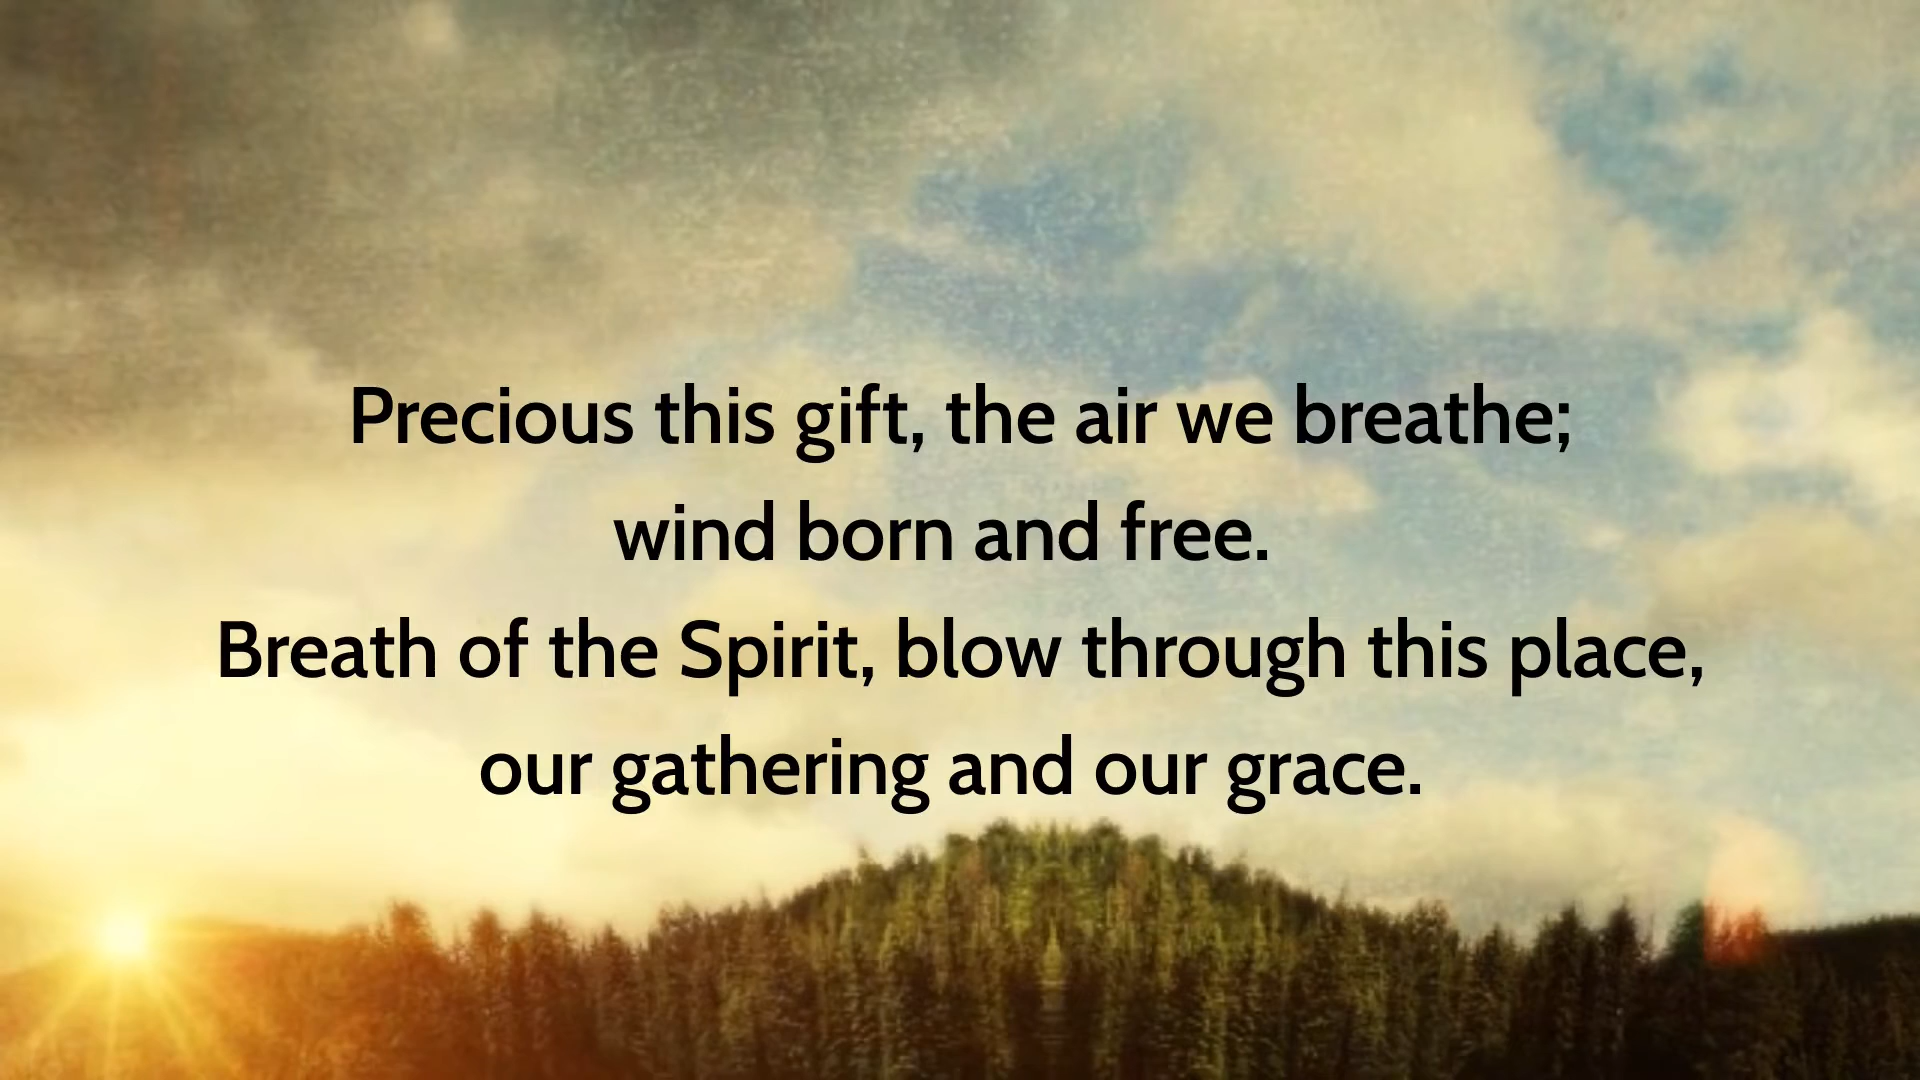 Precious this gift, the air we breathe;
wind born and free.
Breath of the Spirit, blow through this place,
our gathering and our grace.